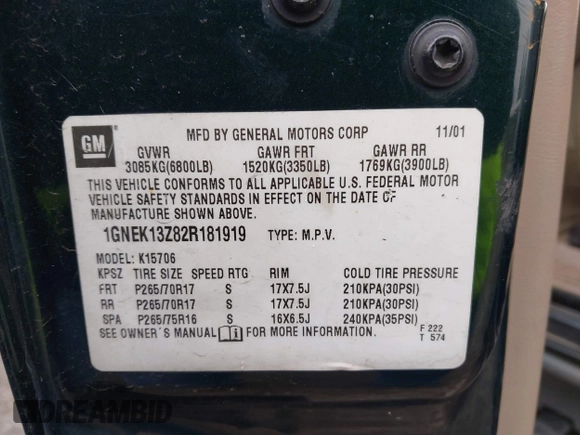 GM
MFD BY GENERAL MOTORS CORP 11/01
GVWR GAWR FRT GAWR RR
3085KG(6800LB) 1520KG(3350LB) 1769KG(3900LB)
THIS VEHICLE CONFORMS TO ALL APPLICABLE U.S. FEDERAL MOTOR
VEHICLE SAFETY STANDARDS IN EFFECT ON THE DATE OF
MANUFACTURE SHOWN ABOVE.
1GNEK13Z82R181919 TYPE: M.P.V.
MODEL: K15706
KPSZ TIRE SIZE SPEED RTG RIM COLD TIRE PRESSURE
FRT P265/70R17 S 17X7.5J 210KPA(30PSI)
RR P265/70R17 S 17X7.5J 210KPA(30PSI)
SPA P265/75R16 S 16X6.5J 240KPA(35PSI)
SEE OWNER'S MANUAL i FOR MORE INFORMATION. F 222
T 574
DREAMBID